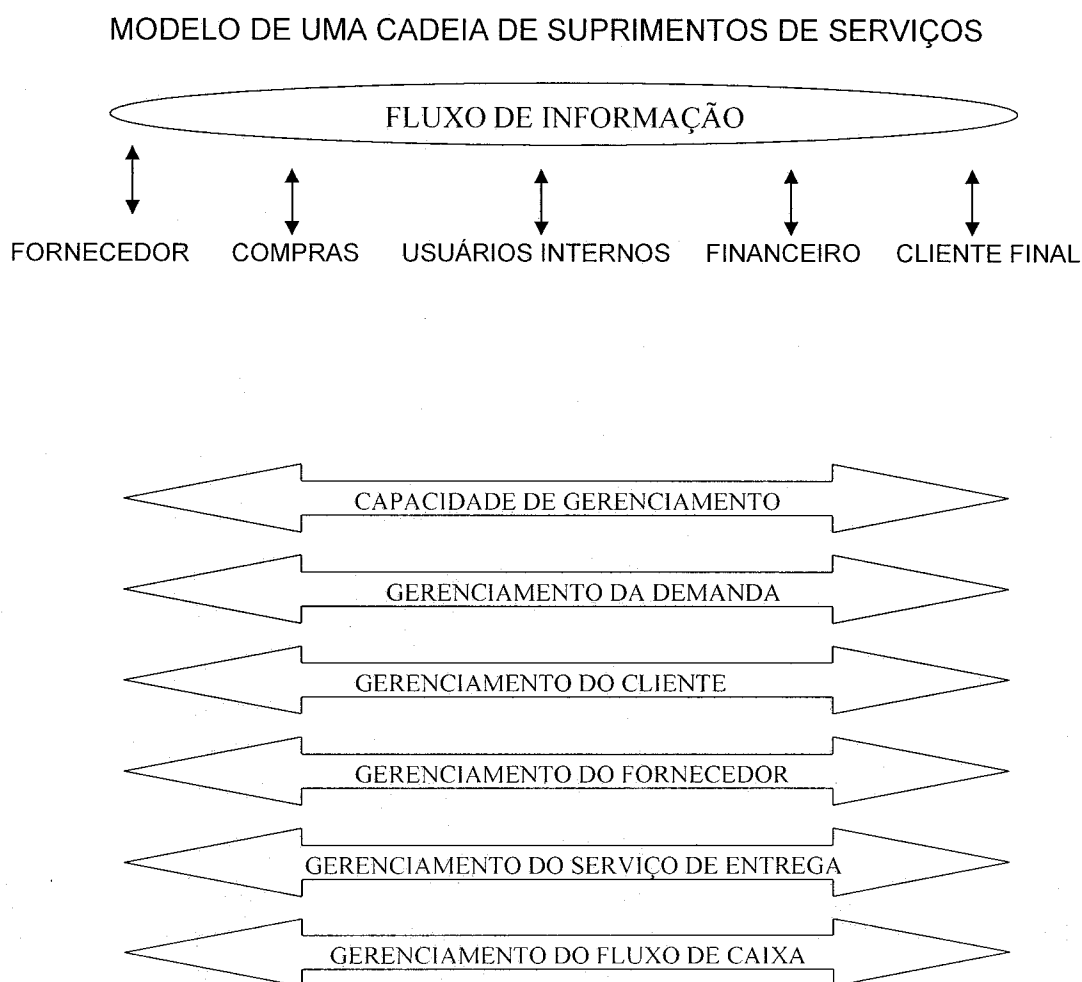 MODELO DE UMA CADEIA DE SUPRIMENTOS DE SERVIÇOS
FLUXO DE INFORMAÇÃO
FORNECEDOR COMPRAS USUÁRIOS INTERNOS FINANCEIRO CLIENTE FINAL
CAPACIDADE DE GERENCIAMENTO
GERENCIAMENTO DA DEMANDA
GERENCIAMENTO DO CLIENTE
GERENCIAMENTO DO FORNECEDOR
GERENCIAMENTO DO SERVIÇO DE ENTREGA
GERENCIAMENTO DO FLUXO DE CAIXA